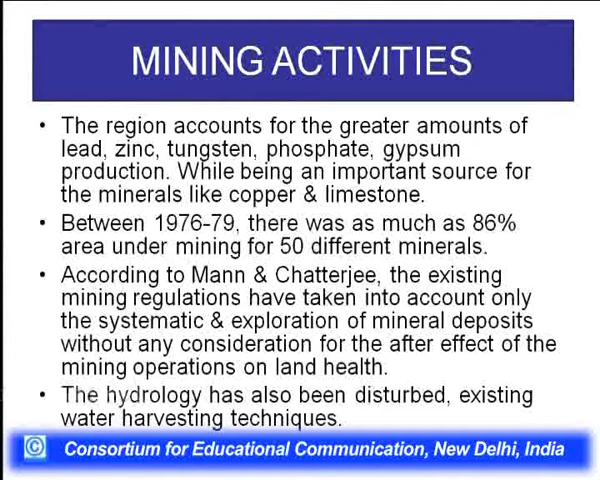 MINING ACTIVITIES
• The region accounts for the greater amounts of
lead, zinc, tungsten, phosphate, gypsum
production. While being an important source for
the minerals like copper & limestone.
• Between 1976-79, there was as much as 86%
area under mining for 50 different minerals.
• According to Mann & Chatterjee, the existing
mining regulations have taken into account only
the systematic & exploration of mineral deposits
without any consideration for the after effect of the
mining operations on land health.
• The hydrology has also been disturbed, existing
water harvesting techniques.
© Consortium for Educational Communication, New Delhi, India